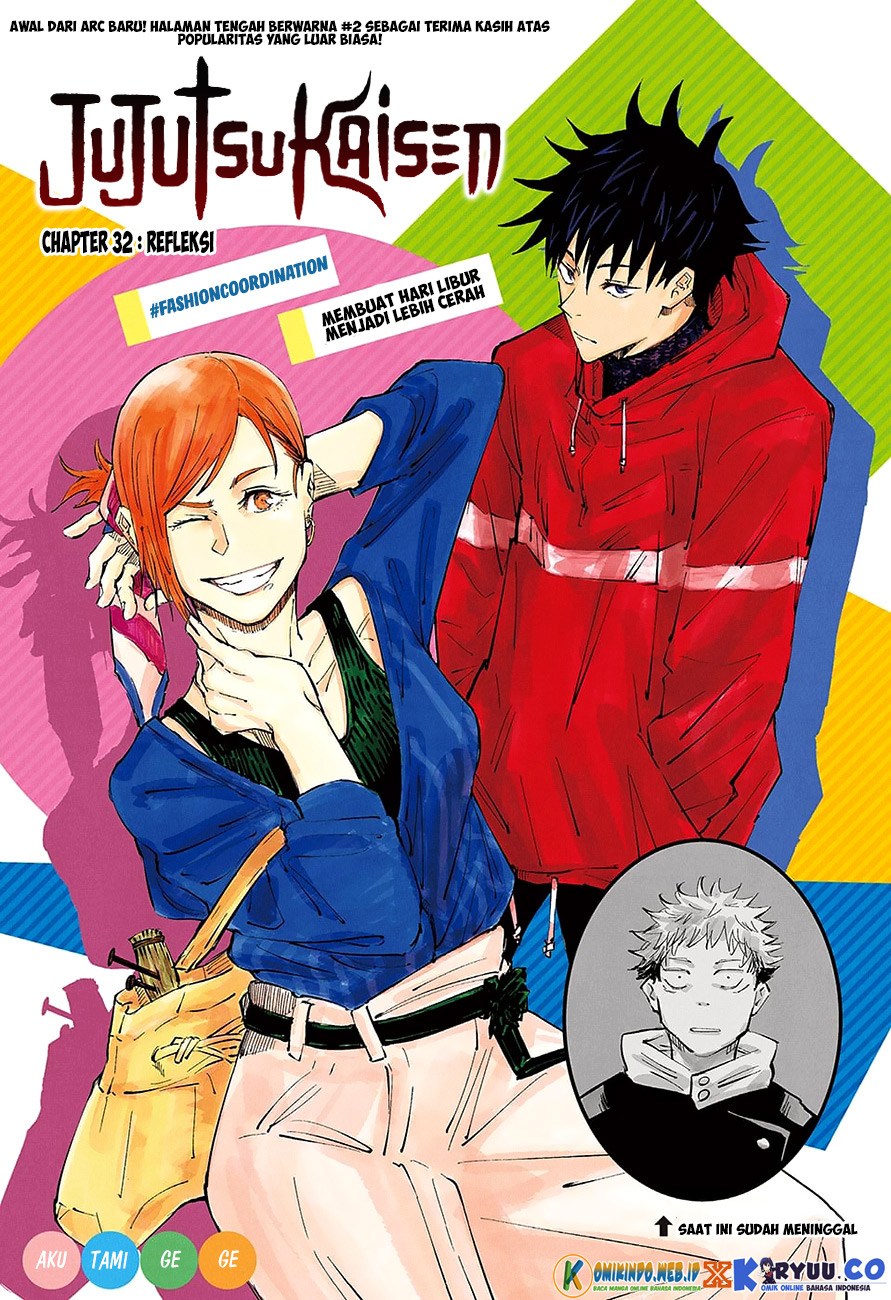 AWAL DARI ARC BARU! HALAMAN TENGAH BERWARNA #2 SEBAGAI TERIMA KASIH ATAS
POPULARITAS YANG LUAR BIASA!
JUJUTSU KAISEN
CHAPTER 32 : REFLEKSI
#FASHIONCOORDINATION
MEMBUAT HARI LIBUR
MENJADI LEBIH CERAH
SAAT INI SUDAH MENINGGAL
AKU TAMI GE GE
KOMIKINDO.WEB.ID X KIRYUU.CO
BACA MANGA ONLINE BAHASA INDONESIA
OMIK ONLINE BAHASA INDONESIA